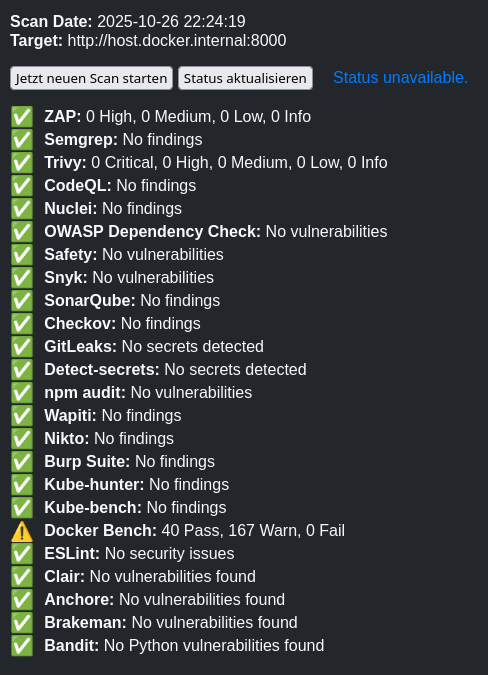 Scan Date: 2025-10-26 22:24:19
Target: http://host.docker.internal:8000
Jetzt neuen Scan starten Status aktualisieren Status unavailable.
ZAP: 0 High, 0 Medium, 0 Low, 0 Info
Semgrep: No findings
Trivy: 0 Critical, 0 High, 0 Medium, 0 Low, 0 Info
CodeQL: No findings
Nuclei: No findings
OWASP Dependency Check: No vulnerabilities
Safety: No vulnerabilities
Snyk: No vulnerabilities
SonarQube: No findings
Checkov: No findings
GitLeaks: No secrets detected
Detect-secrets: No secrets detected
npm audit: No vulnerabilities
Wapiti: No findings
Nikto: No findings
Burp Suite: No findings
Kube-hunter: No findings
Kube-bench: No findings
Docker Bench: 40 Pass, 167 Warn, 0 Fail
ESLint: No security issues
Clair: No vulnerabilities found
Anchore: No vulnerabilities found
Brakeman: No vulnerabilities found
Bandit: No Python vulnerabilities found